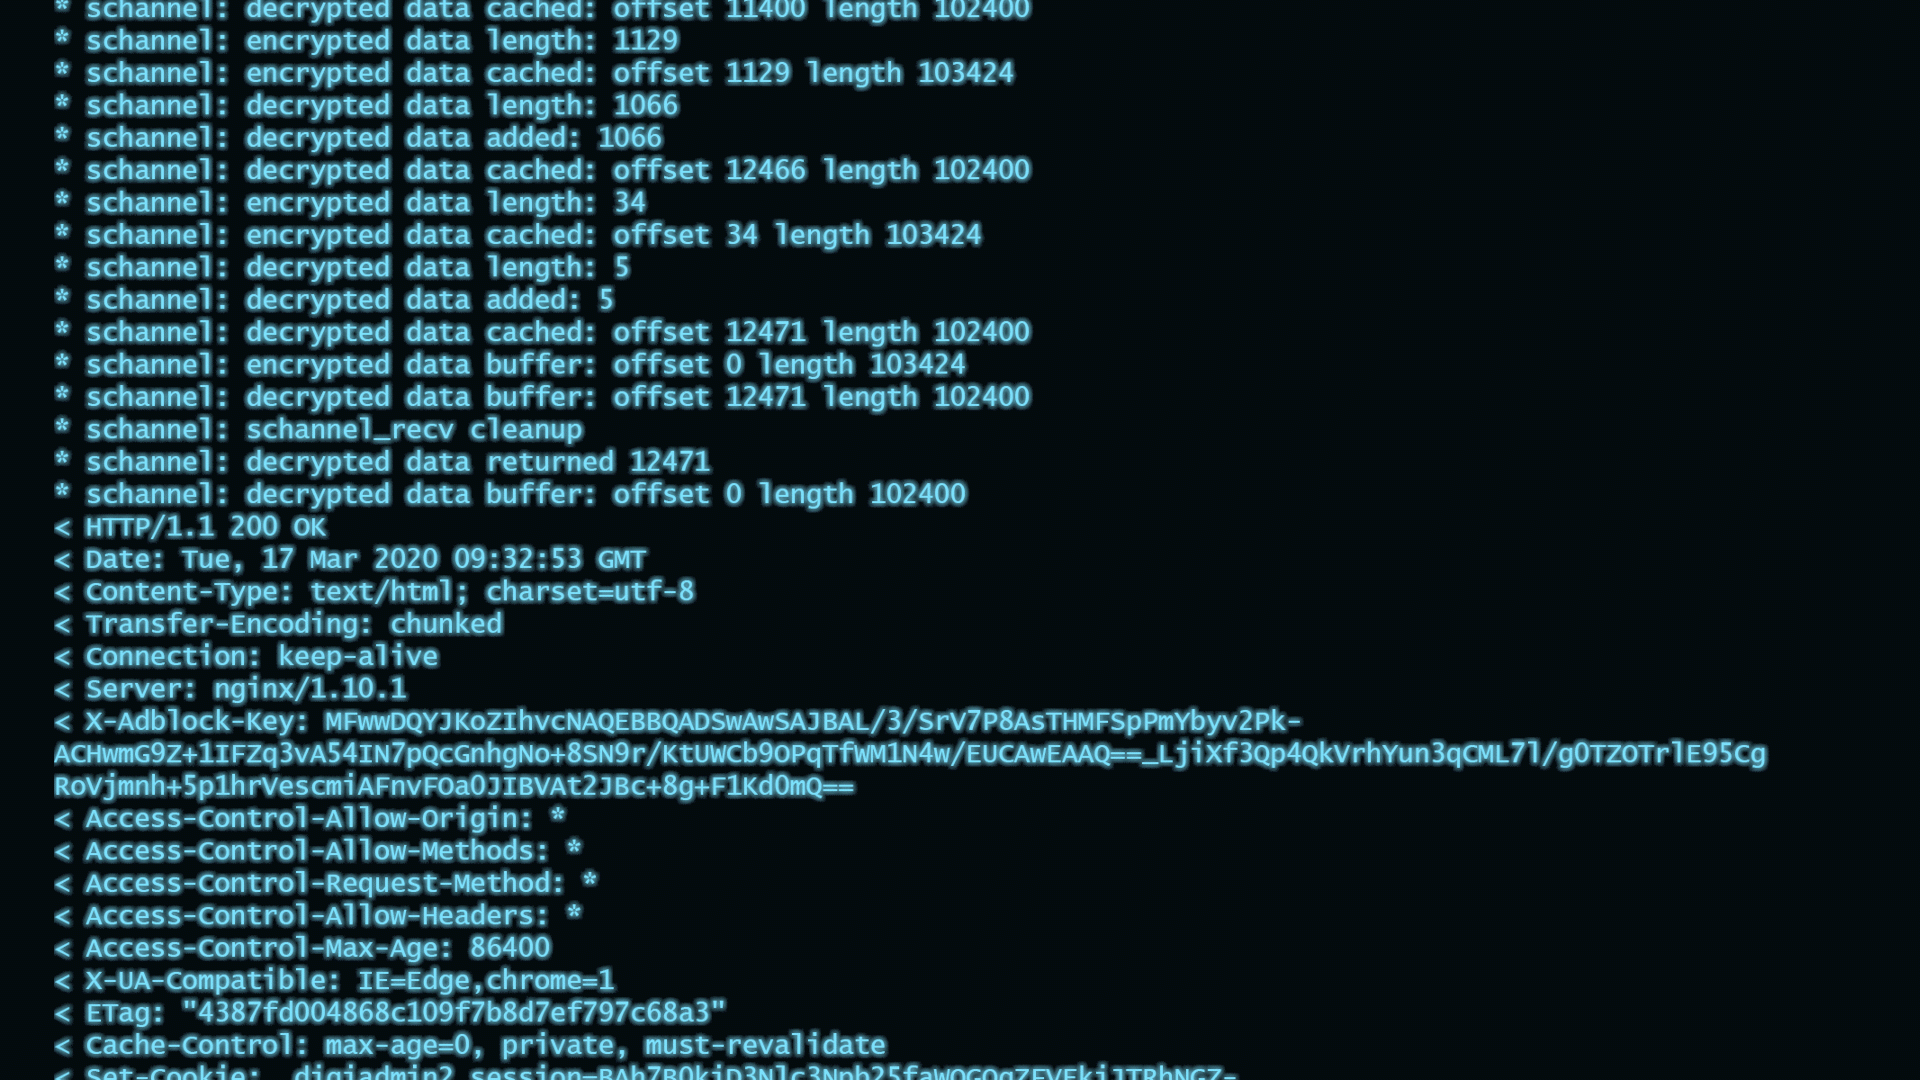 * schannel: decrypted data cached: offset 11400 length 102400
* schannel: encrypted data length: 1129
* schannel: encrypted data cached: offset 1129 length 103424
* schannel: decrypted data length: 1066
* schannel: decrypted data added: 1066
* schannel: decrypted data cached: offset 12466 length 102400
* schannel: encrypted data length: 34
* schannel: encrypted data cached: offset 34 length 103424
* schannel: decrypted data length: 5
* schannel: decrypted data added: 5
* schannel: decrypted data cached: offset 12471 length 102400
* schannel: encrypted data buffer: offset 0 length 103424
* schannel: decrypted data buffer: offset 12471 length 102400
* schannel: schannel_recv cleanup
* schannel: decrypted data returned 12471
* schannel: decrypted data buffer: offset 0 length 102400
< HTTP/1.1 200 OK
< Date: Tue, 17 Mar 2020 09:32:53 GMT
< Content-Type: text/html; charset=utf-8
< Transfer-Encoding: chunked
< Connection: keep-alive
< Server: nginx/1.10.1
< X-Adblock-Key: MFwwDQYJKoZIhvcNAQEBBQADSwAwSAJBAL/3/SrV7P8AsTHMFSpPmYbyv2Pk-
ACHwmG9Z+1IFZq3vA54IN7pQcGnhgNo+8SN9r/KtUWCb9OPqTfWM1N4w/EUCAwEAAQ==_LjiXf3Qp4QkVrhYun3qCML7l/g0TZOTrlE95Cg
RoVjmnh+5p1hrVescmiAFnvFOa0JIBVAt2JBc+8g+F1Kd0mQ==
< Access-Control-Allow-Origin: *
< Access-Control-Allow-Methods: *
< Access-Control-Request-Method: *
< Access-Control-Allow-Headers: *
< Access-Control-Max-Age: 86400
< X-UA-Compatible: IE=Edge,chrome=1
< ETag: "4387fd004868c109f7b8d7ef797c68a3"
< Cache-Control: max-age=0, private, must-revalidate
< Set-Cookie: